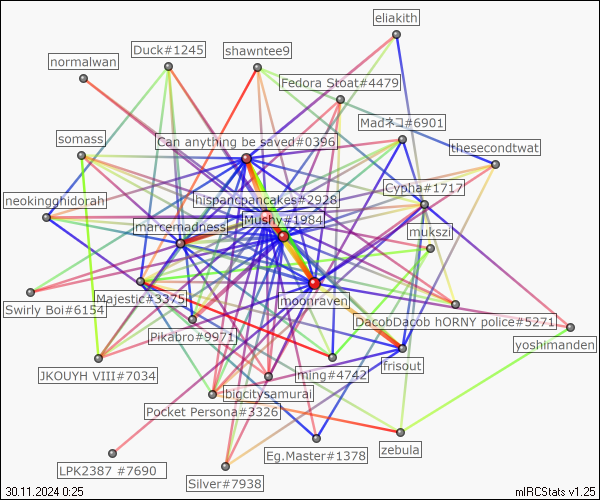 eliakith
Duck#1245
shawntee9
normalwan
Fedora Stoat#4479
Madネコ#6901
somass
Can anything be saved#0396
thesecondtwat
Cypha#1717
neokingghidorah
hispancpancakes#2928
Mushy#1984
marcemadness
mukszi
Majestic#3375
moonraven
Swirly Boi#6154
DacobDacob hORNY police#5271
Pikabro#9971
yoshimanden
frisout
JKOUYH VIII#7034
ming#4742
bigcitysamurai
Pocket Persona#3326
zebula
Eg.Master#1378
LPK2387 #7690
Silver#7938
30.11.2024 0:25
mIRCStats v1.25